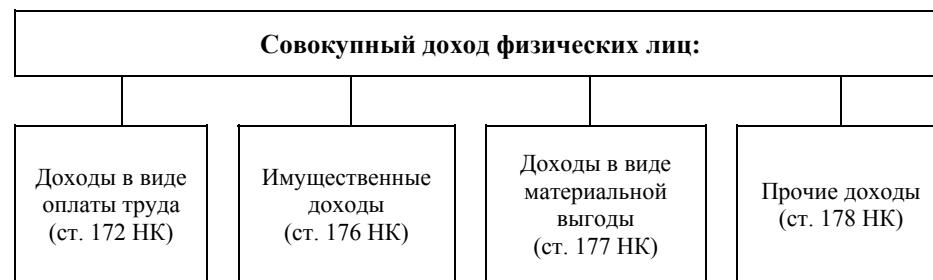 Совокупный доход физических лиц:
Доходы в виде
оплаты труда
(ст. 172 НК)
Имущественные
доходы
(ст. 176 НК)
Доходы в виде
материальной
выгоды
(ст. 177 НК)
Прочие доходы
(ст. 178 НК)